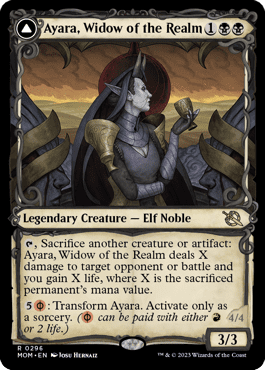 Ayara, Widow of the Realm 1
Legendary Creature — Elf Noble
, Sacrifice another creature or artifact:
Ayara, Widow of the Realm deals X
damage to target opponent or battle and
you gain X life, where X is the sacrificed
permanent's mana value.
5 : Transform Ayara. Activate only as
a sorcery. ( can be paid with either 4/4
or 2 life.)
3/3
R 0296
MOM • EN Iosu Hernaiz
™ & © 2023 Wizards of the Coast